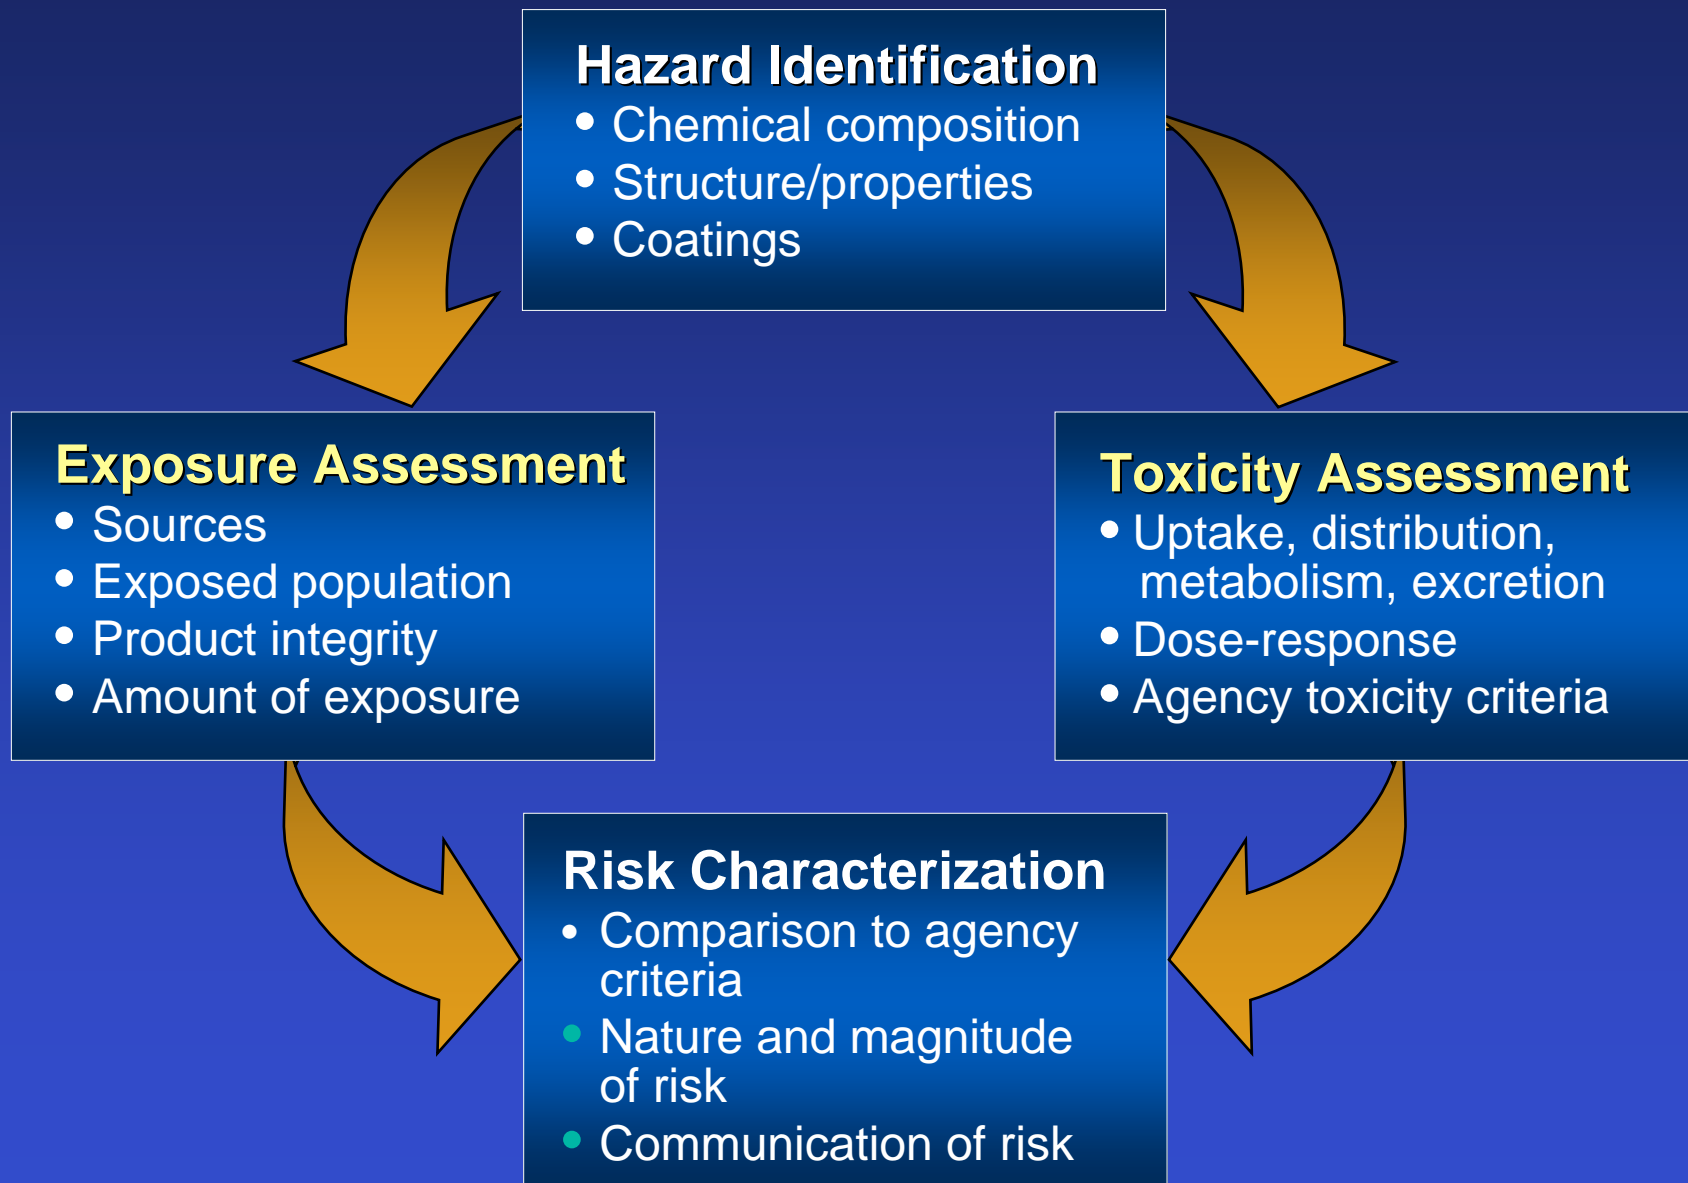 Hazard Identification
• Chemical composition
• Structure/properties
• Coatings
Exposure Assessment
• Sources
• Exposed population
• Product integrity
• Amount of exposure
Toxicity Assessment
• Uptake, distribution,
metabolism, excretion
• Dose-response
• Agency toxicity criteria
Risk Characterization
• Comparison to agency
criteria
• Nature and magnitude
of risk
• Communication of risk